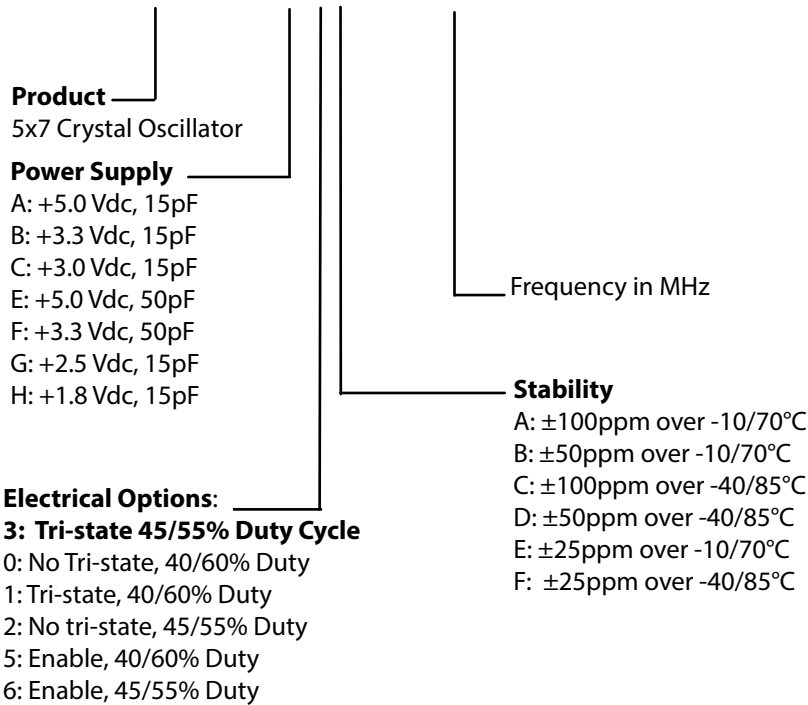 Product
5x7 Crystal Oscillator
Power Supply
A: +5.0 Vdc, 15pF
B: +3.3 Vdc, 15pF
C: +3.0 Vdc, 15pF
E: +5.0 Vdc, 50pF
F: +3.3 Vdc, 50pF
G: +2.5 Vdc, 15pF
H: +1.8 Vdc, 15pF
Electrical Options:
3: Tri-state 45/55% Duty Cycle
0: No Tri-state, 40/60% Duty
1: Tri-state, 40/60% Duty
2: No tri-state, 45/55% Duty
5: Enable, 40/60% Duty
6: Enable, 45/55% Duty
Frequency in MHz
Stability
A: ±100ppm over -10/70°C
B: ±50ppm over -10/70°C
C: ±100ppm over -40/85°C
D: ±50ppm over -40/85°C
E: ±25ppm over -10/70°C
F: ±25ppm over -40/85°C